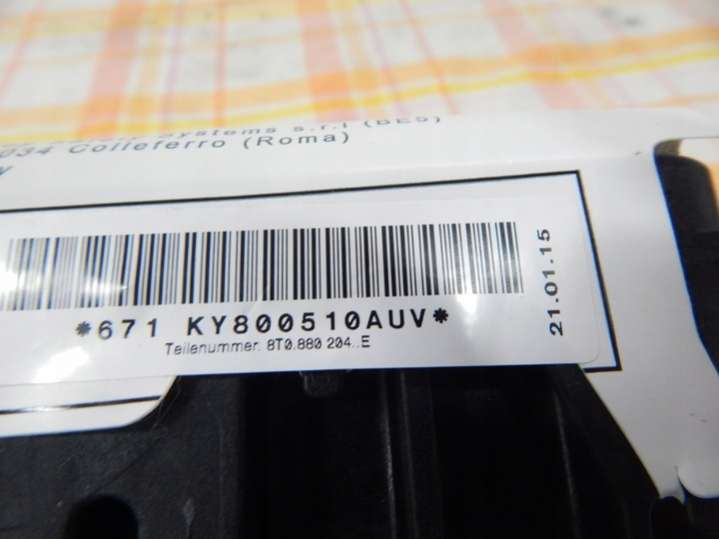 Systems s.r.l (BES)
034 Colleferro (Roma)
*671 KY800510AUV*
Teilenummer. 8T0.880 204..E
21.01.15